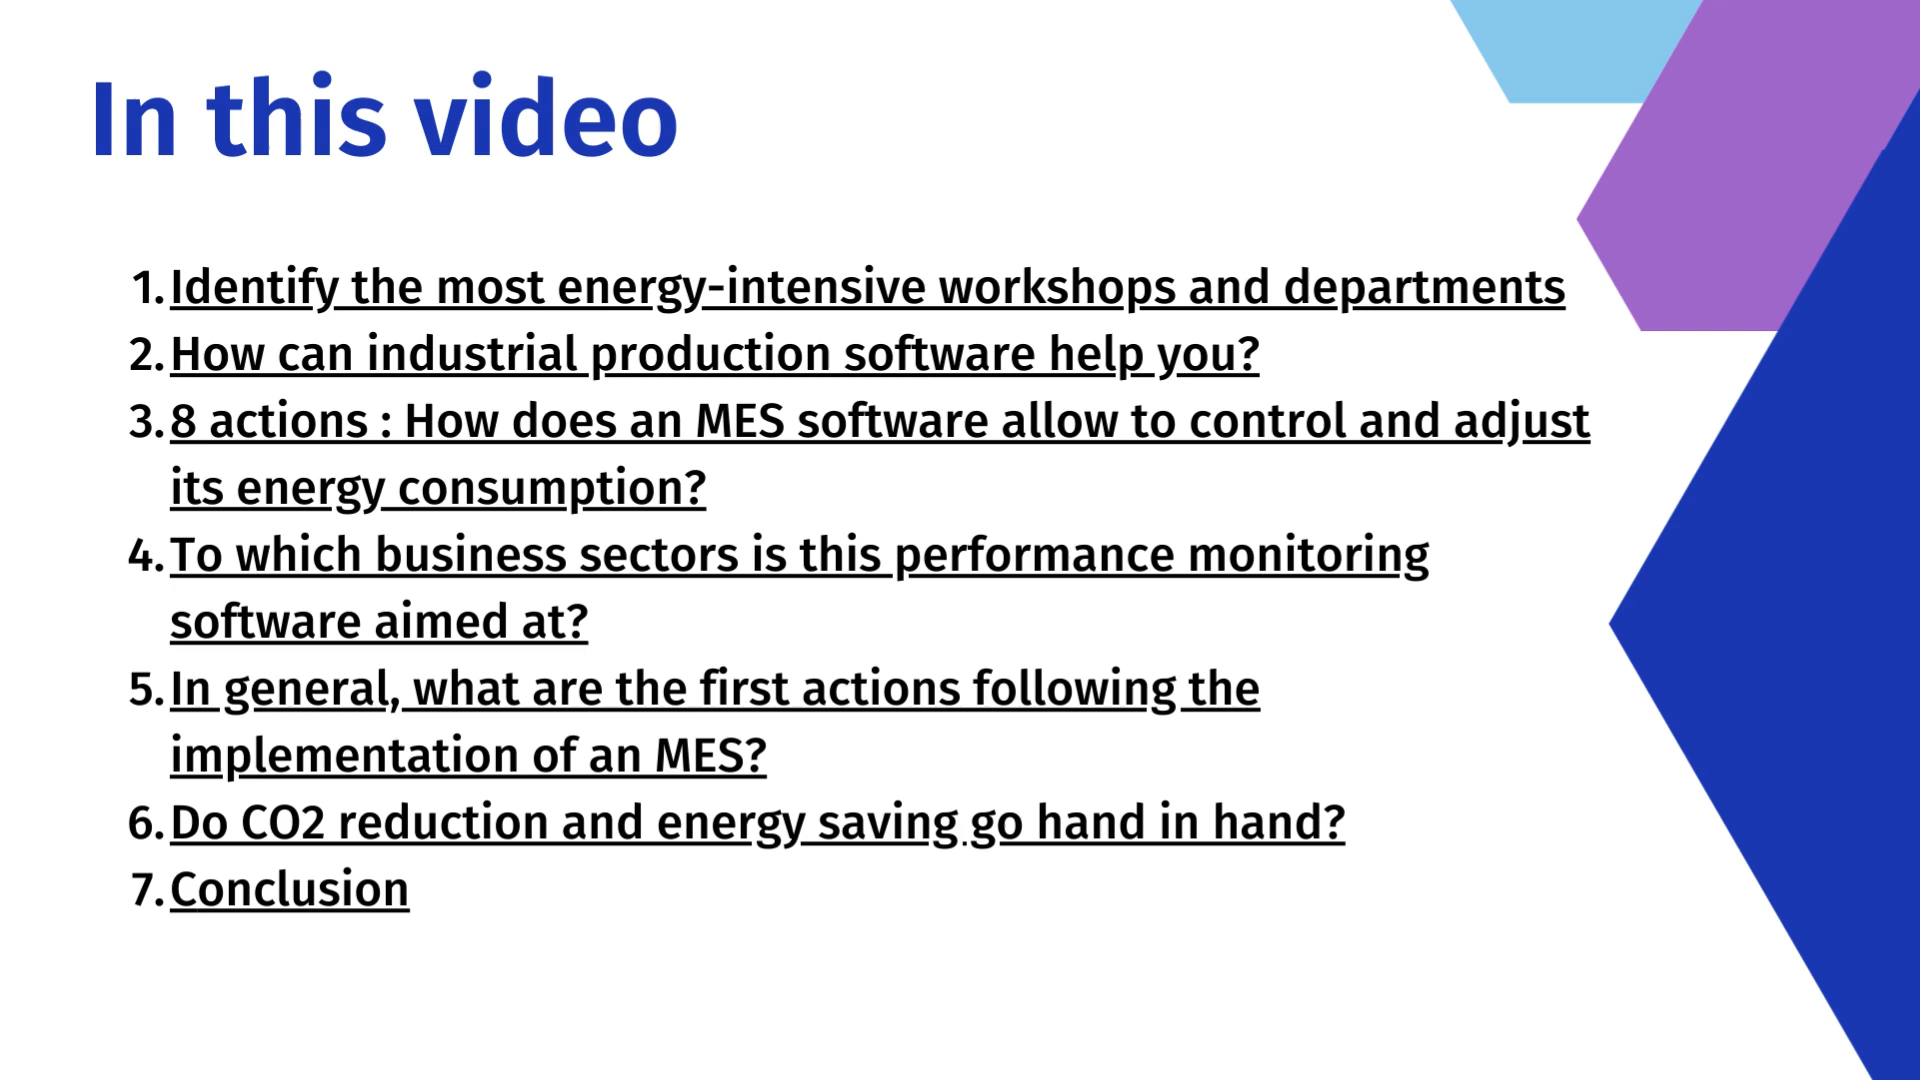 In this video
1. Identify the most energy-intensive workshops and departments
2. How can industrial production software help you?
3. 8 actions : How does an MES software allow to control and adjust
its energy consumption?
4. To which business sectors is this performance monitoring
software aimed at?
5. In general, what are the first actions following the
implementation of an MES?
6. Do CO2 reduction and energy saving go hand in hand?
7. Conclusion